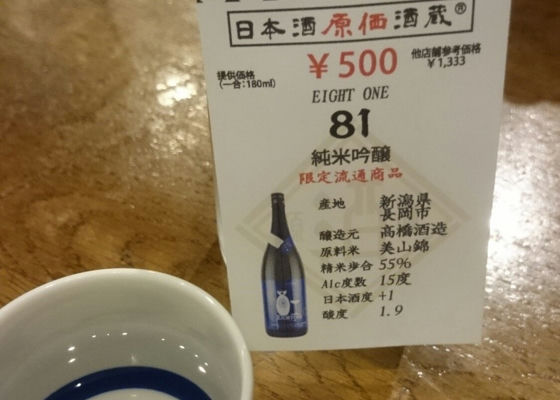 日本酒原価酒蔵®
提供価格
(一合:180ml)
¥500
他店舗参考価格
¥1,333
EIGHT ONE
81
純米吟醸
限定流通商品
産地 新潟県
長岡市
醸造元 高橋酒造
原料米 美山錦
精米歩合 55%
Alc度数 15度
日本酒度 +1
酸度 1.9